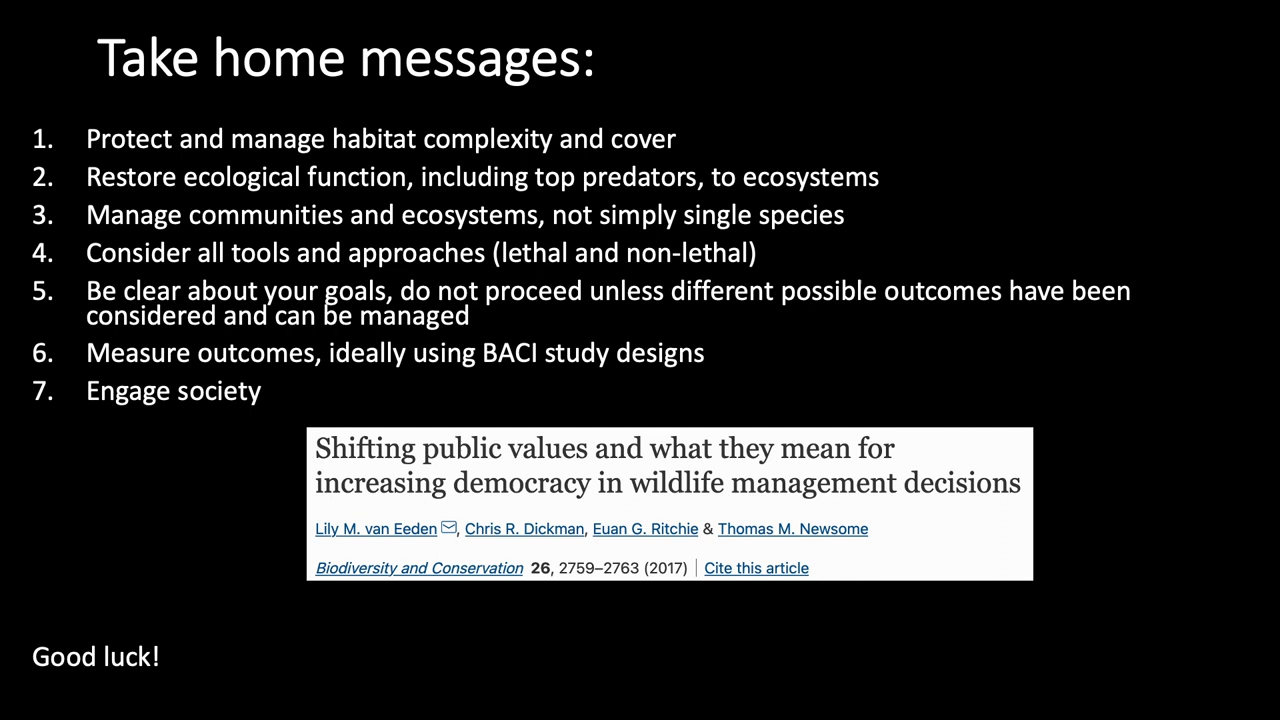 Take home messages:
1. Protect and manage habitat complexity and cover
2. Restore ecological function, including top predators, to ecosystems
3. Manage communities and ecosystems, not simply single species
4. Consider all tools and approaches (lethal and non-lethal)
5. Be clear about your goals, do not proceed unless different possible outcomes have been
considered and can be managed
6. Measure outcomes, ideally using BACI study designs
7. Engage society
Shifting public values and what they mean for
increasing democracy in wildlife management decisions
Lily M. van Eeden, Chris R. Dickman, Euan G. Ritchie & Thomas M. Newsome
Biodiversity and Conservation 26, 2759–2763 (2017) | Cite this article
Good luck!